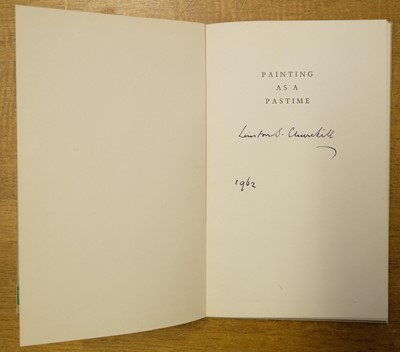 PAINTING
AS A
PASTIME
Winston S. Churchill
1962